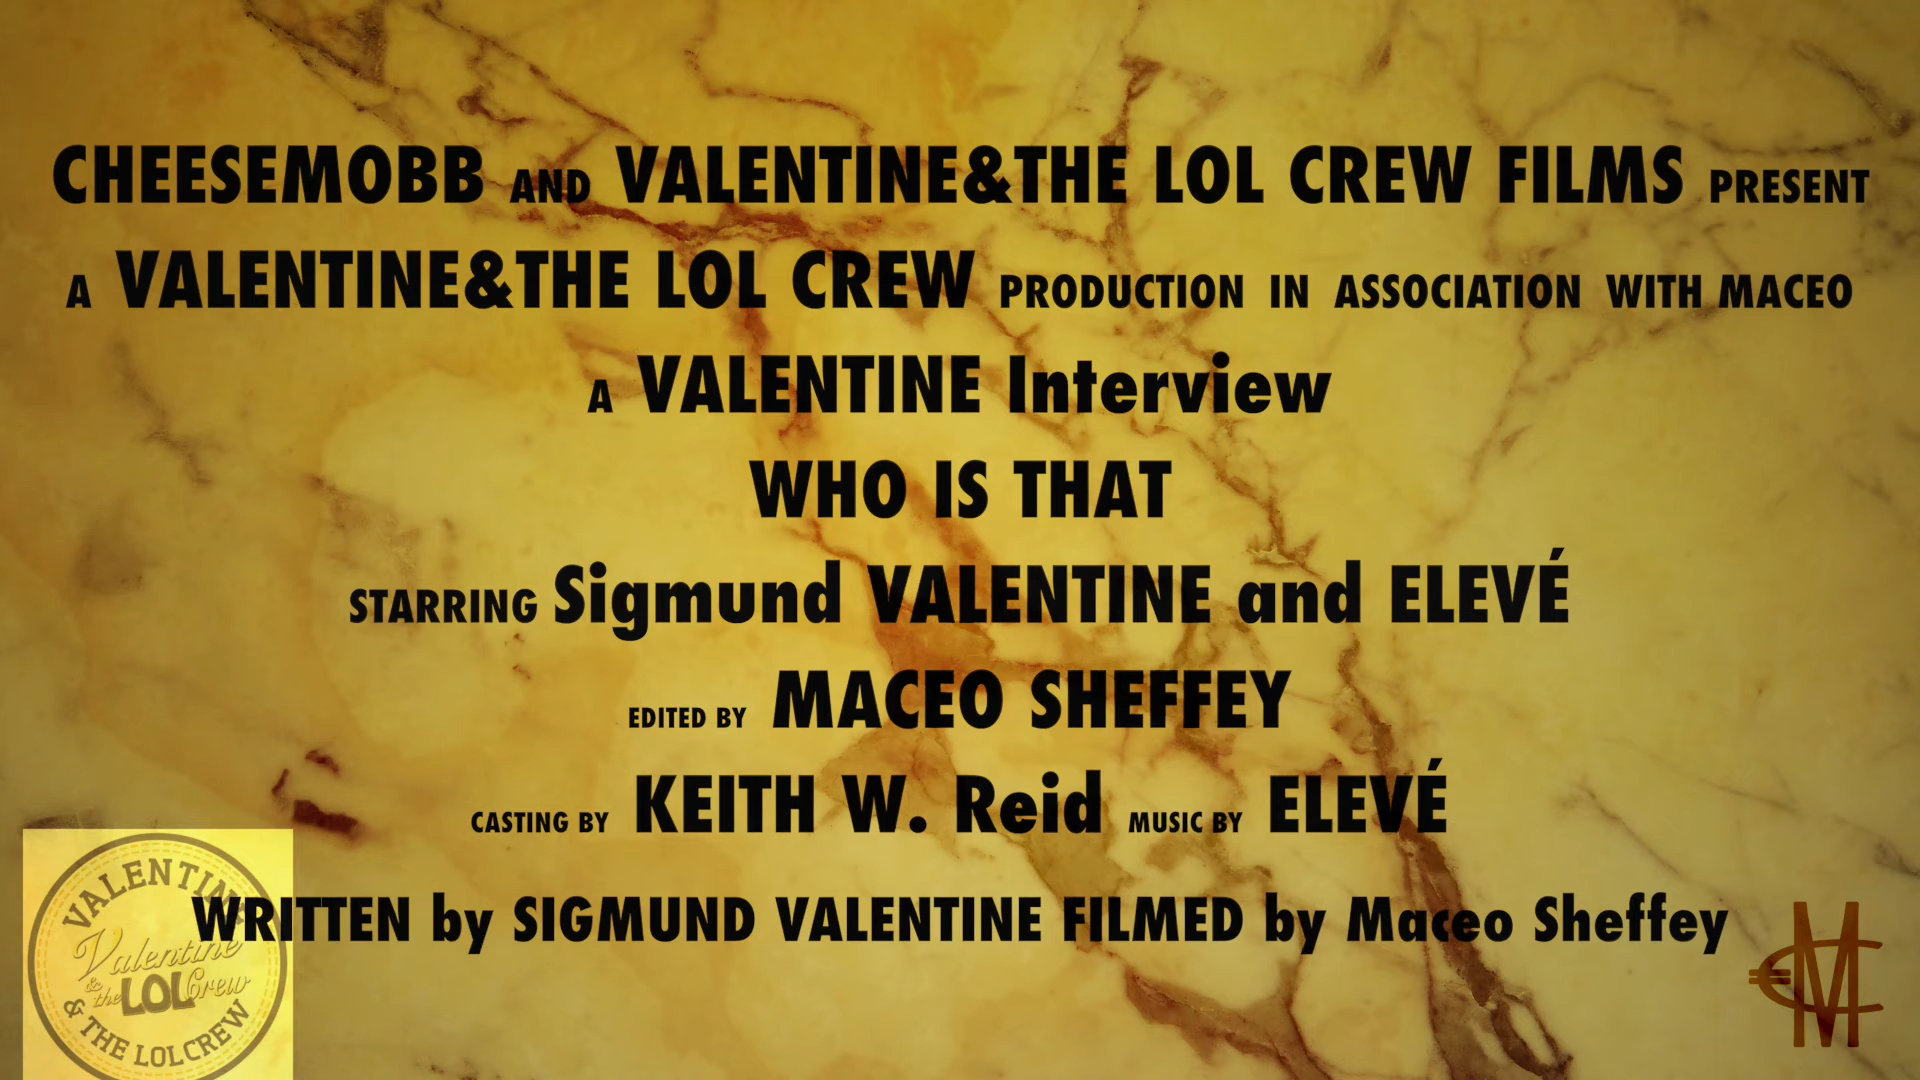 CHEESEMOBB AND VALENTINE&THE LOL CREW FILMS PRESENT
A VALENTINE&THE LOL CREW PRODUCTION IN ASSOCIATION WITH MACEO
A VALENTINE Interview
WHO IS THAT
STARRING Sigmund VALENTINE and ELEVÉ
EDITED BY MACEO SHEFFEY
CASTING BY KEITH W. Reid MUSIC BY ELEVÉ
WRITTEN by SIGMUND VALENTINE FILMED by Maceo Sheffey
VALENTINE
Valentine
& the LOL Crew
& THE LOL CREW